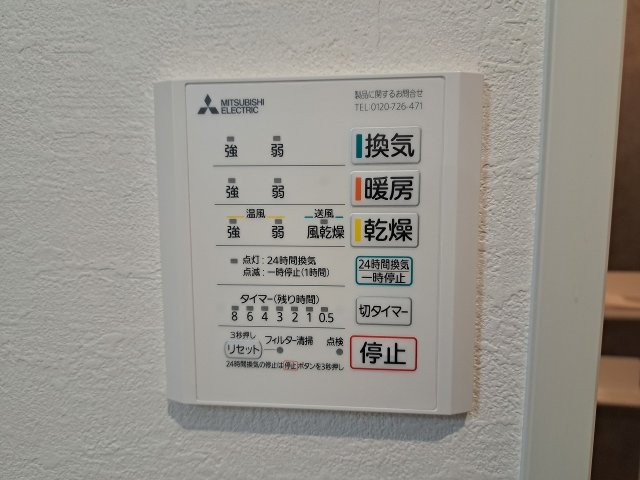 MITSUBISHI
ELECTRIC
製品に関するお問合せ
TEL:0120-726-471
強 弱 換気
強 弱 暖房
温風 送風
強 弱 風乾燥 乾燥
点灯:24時間換気
点滅:一時停止(1時間)
24時間換気
一時停止
タイマー(残り時間)
8 6 4 3 2 1 0.5
切タイマー
3秒押し
リセット フィルター清掃 点検
停止
24時間換気の停止は停止ボタンを3秒押し